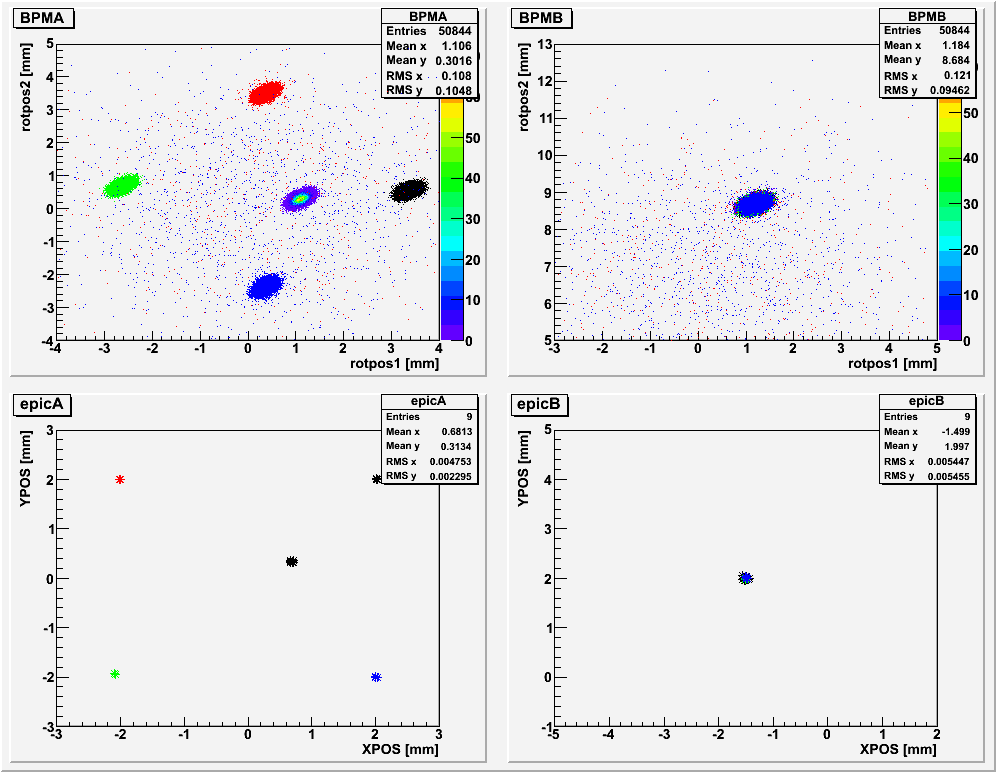 BPMA
BPMA
Entries 50844
Mean x 1.106
Mean y 0.3016
RMS x 0.108
RMS y 0.1048
rotpos2 [mm]
5
4
3
2
1
0
-1
-2
-3
-4
-4 -3 -2 -1 0 1 2 3 4
rotpos1 [mm]
50
40
30
20
10
0
BPMB
BPMB
Entries 50844
Mean x 1.184
Mean y 8.684
RMS x 0.121
RMS y 0.09462
rotpos2 [mm]
13
12
11
10
9
8
7
6
5
-3 -2 -1 0 1 2 3 4 5
rotpos1 [mm]
50
40
30
20
10
0
epicA
epicA
Entries 9
Mean x 0.6813
Mean y 0.3134
RMS x 0.004753
RMS y 0.002295
YPOS [mm]
3
2
1
0
-1
-2
-3
-3 -2 -1 0 1 2 3
XPOS [mm]
epicB
epicB
Entries 9
Mean x -1.499
Mean y 1.997
RMS x 0.005447
RMS y 0.005455
YPOS [mm]
5
4
3
2
1
0
-1
-5 -4 -3 -2 -1 0 1 2
XPOS [mm]